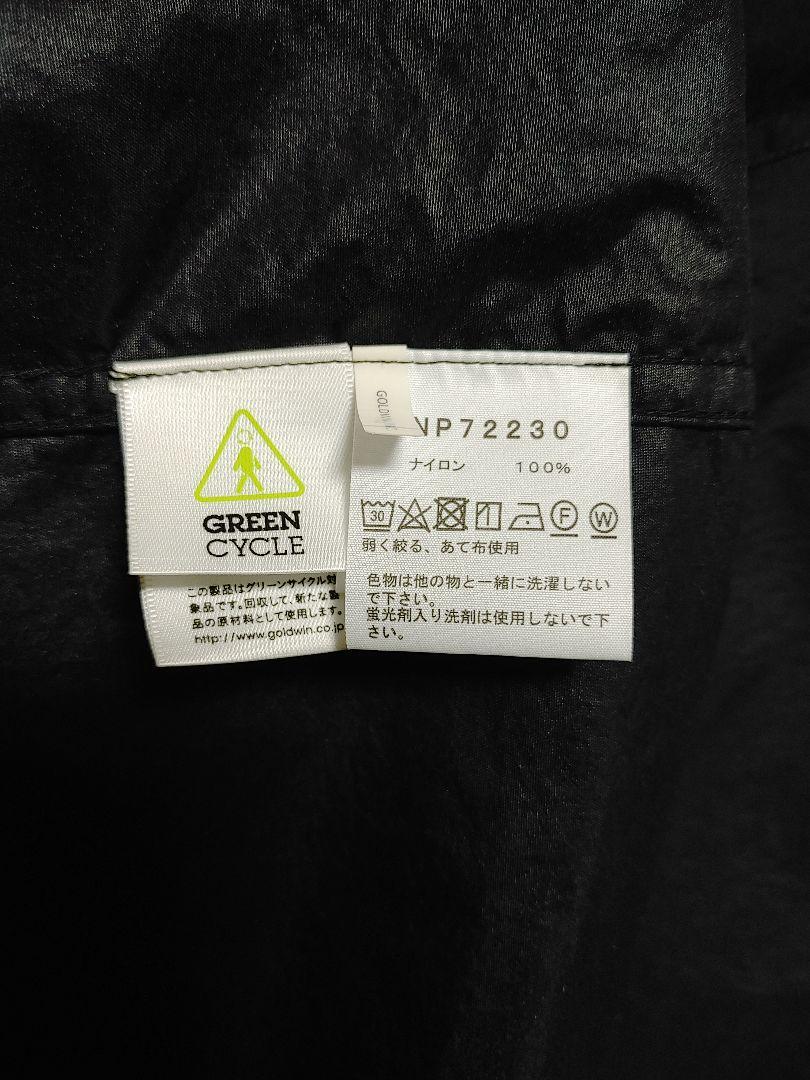 GREEN
CYCLE
この製品はグリーンサイクル対
象品です。回収して、新たな製
品の原材料として使用します。
http://www.goldwin.co.jp
NP72230
ナイロン 100%
30
F
W
弱く絞る、あて布使用
色物は他の物と一緒に洗濯しない
で下さい。
蛍光剤入り洗剤は使用しないで下
さい。